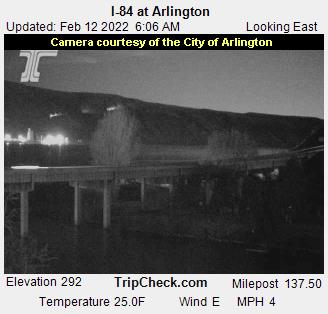 I-84 at Arlington
Updated: Feb 12 2022 6:06 AM Looking East
Camera courtesy of the City of Arlington
Elevation 292 TripCheck.com Milepost 137.50
Temperature 25.0F Wind E MPH 4